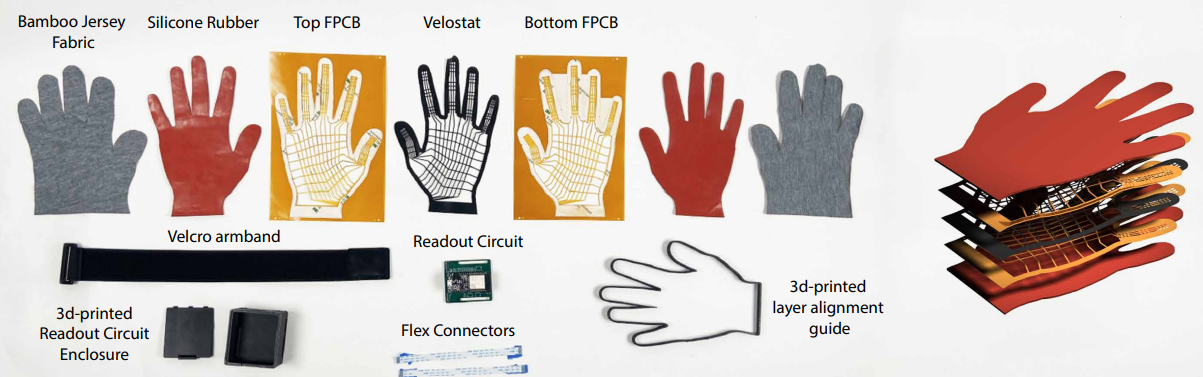 Bamboo Jersey
Fabric
Silicone Rubber
Top FPCB
Velostat
Bottom FPCB
Velcro armband
Readout Circuit
3d-printed
Readout Circuit
Enclosure
Flex Connectors
3d-printed
layer alignment
guide